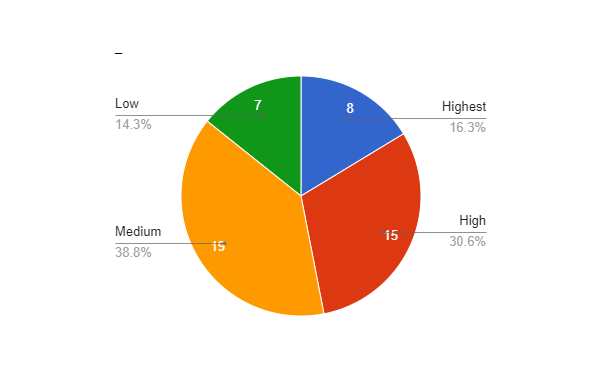 –
Low
14.3%
7
8
Highest
16.3%
High
30.6%
15
Medium
38.8%
19